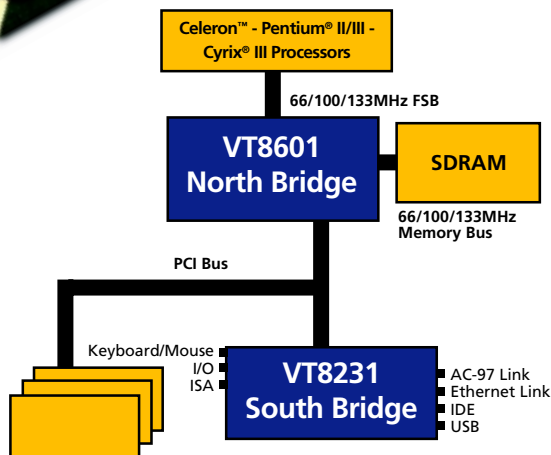 Celeron™ - Pentium® II/III -
Cyrix® III Processors
66/100/133MHz FSB
VT8601
North Bridge
SDRAM
66/100/133MHz
Memory Bus
PCI Bus
Keyboard/Mouse
I/O
ISA
VT8231
South Bridge
AC-97 Link
Ethernet Link
IDE
USB